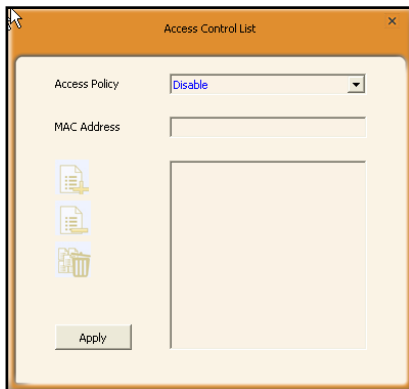 Access Control List
Access Policy
Disable
MAC Address
Apply